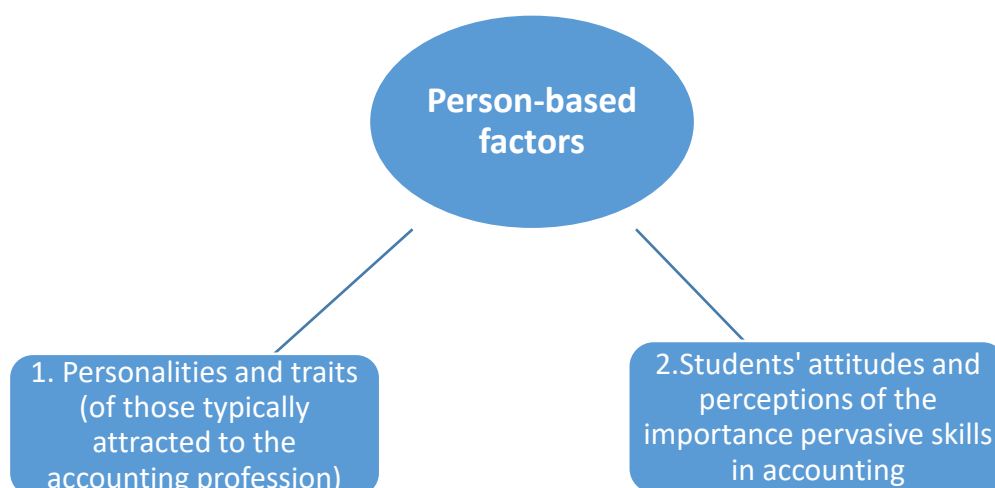 Person-based
factors
1. Personalities and traits
(of those typically
attracted to the
accounting profession)
2.Students' attitudes and
perceptions of the
importance pervasive skills
in accounting